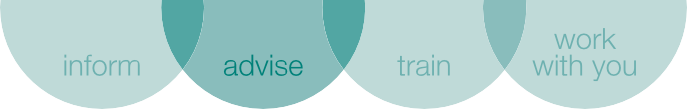 inform
advise
train
work
with you